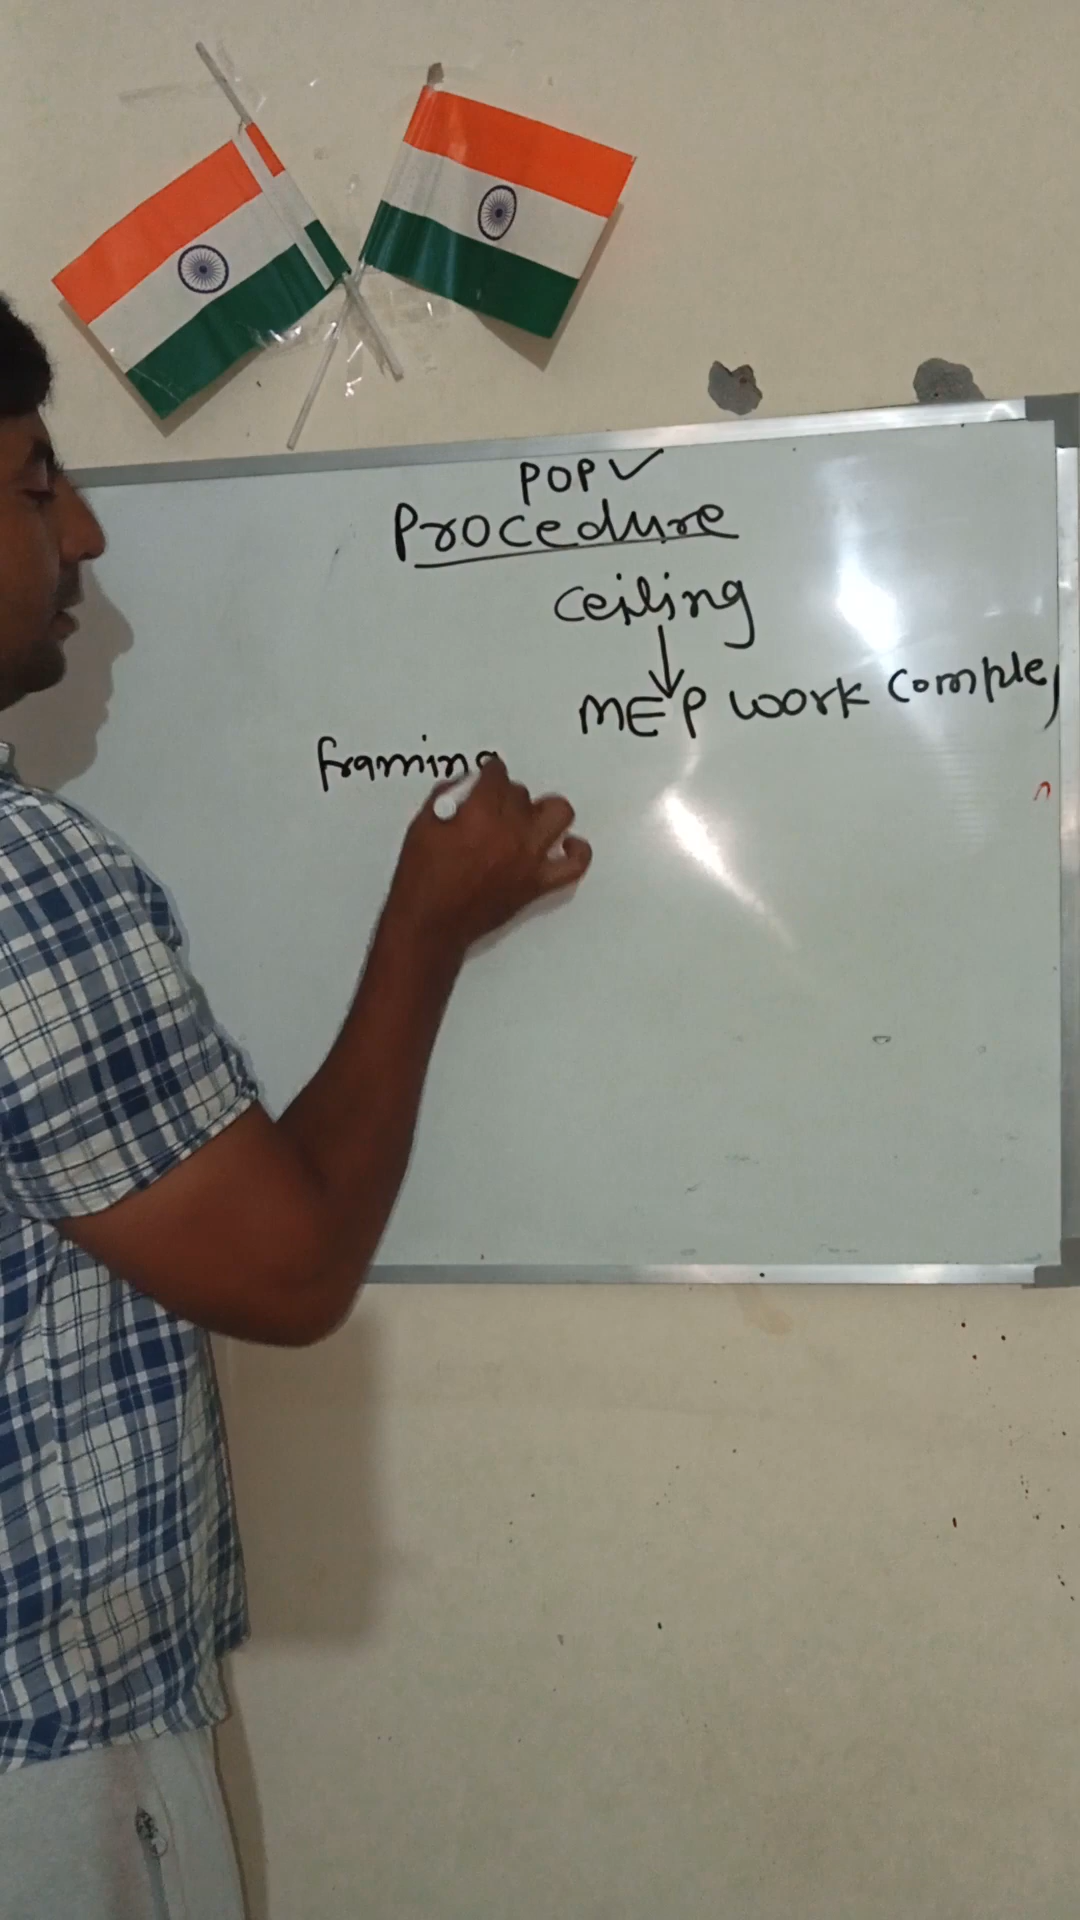 POP ✓
Procedure
ceiling
↓
MEP work comple
framing